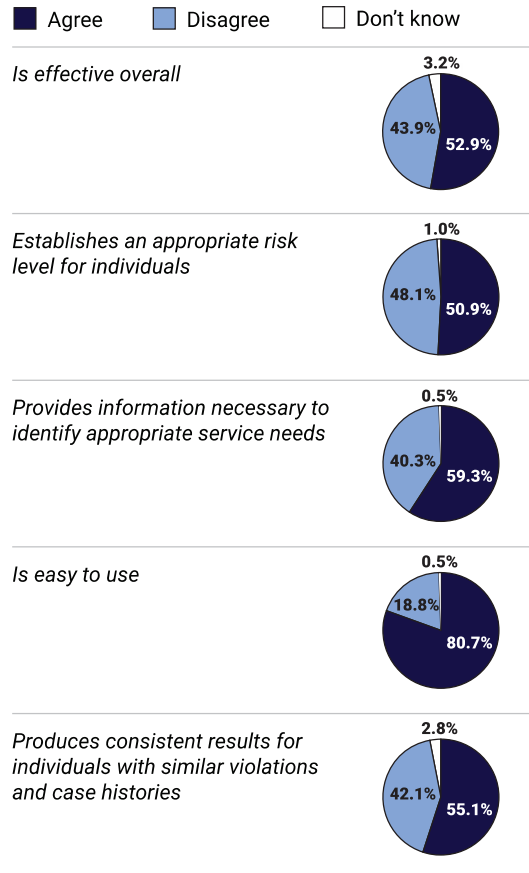 Agree Disagree Don't know
Is effective overall
3.2%
43.9%
52.9%
Establishes an appropriate risk
level for individuals
1.0%
48.1%
50.9%
Provides information necessary to
identify appropriate service needs
0.5%
40.3%
59.3%
Is easy to use
0.5%
18.8%
80.7%
Produces consistent results for
individuals with similar violations
and case histories
2.8%
42.1%
55.1%